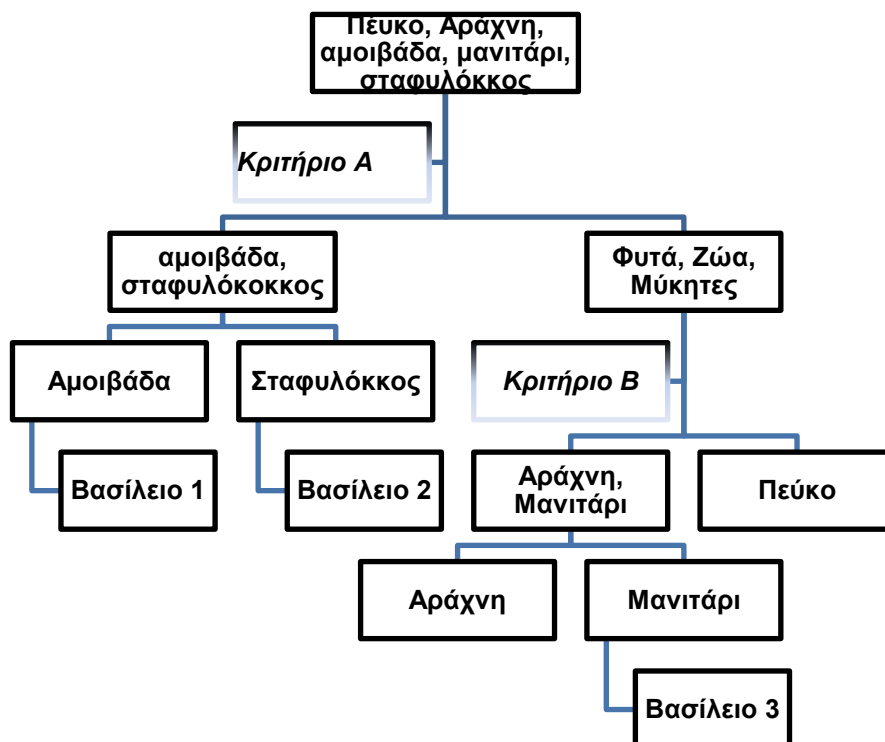 Πέυκο, Αράχνη,
αμοιβάδα, μανιτάρι,
σταφυλόκκος
Κριτήριο Α
αμοιβάδα,
σταφυλόκοκκος
Φυτά, Ζώα,
Μύκητες
Αμοιβάδα
Σταφυλόκκος
Κριτήριο Β
Βασίλειο 1
Βασίλειο 2
Αράχνη,
Μανιτάρι
Πεύκο
Αράχνη
Μανιτάρι
Βασίλειο 3